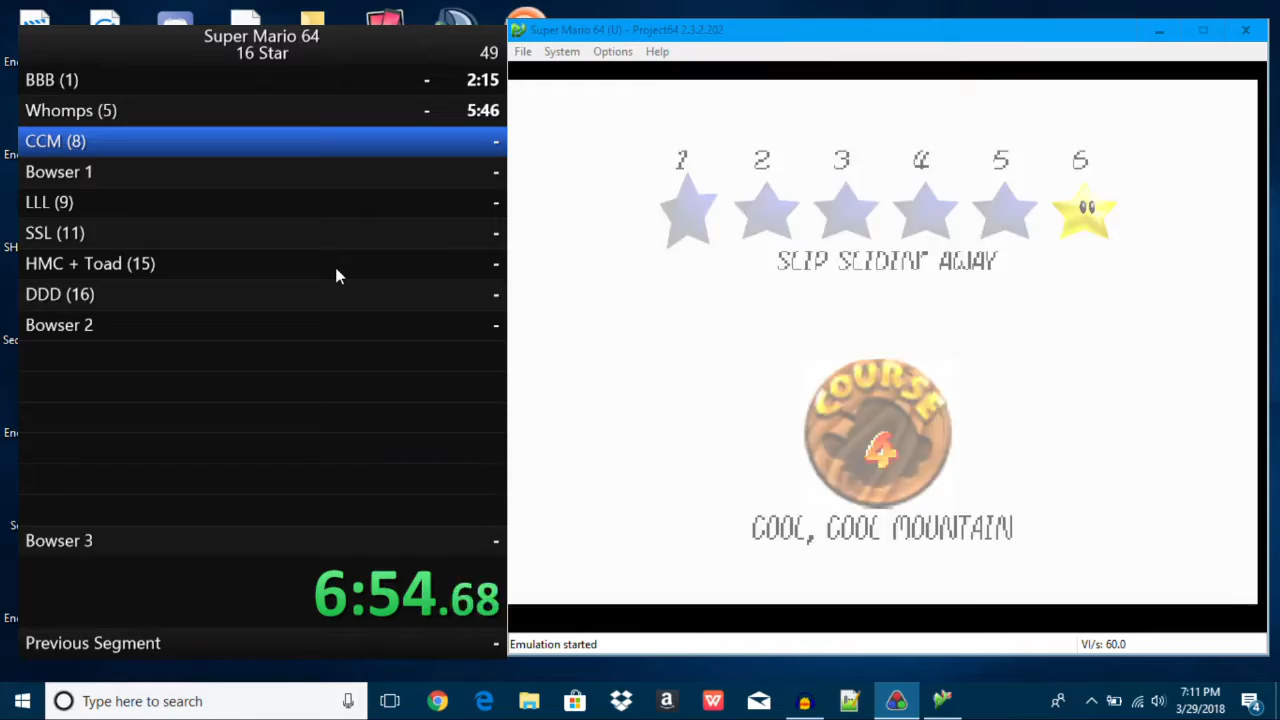 Super Mario 64
16 Star
49
BBB (1) - 2:15
Whomps (5) - 5:46
CCM (8) -
Bowser 1 -
LLL (9) -
SSL (11) -
HMC + Toad (15) -
DDD (16) -
Bowser 2 -
Bowser 3 -
6:54.68
Previous Segment -
Super Mario 64 (U) - Project64 2.3.2.202
File System Options Help
1 2 3 4 5 6
SLIP SLIDIN' AWAY
COURSE
4
COOL, COOL MOUNTAIN
Emulation started
VI/s: 60.0
Type here to search
7:11 PM
3/29/2018
4